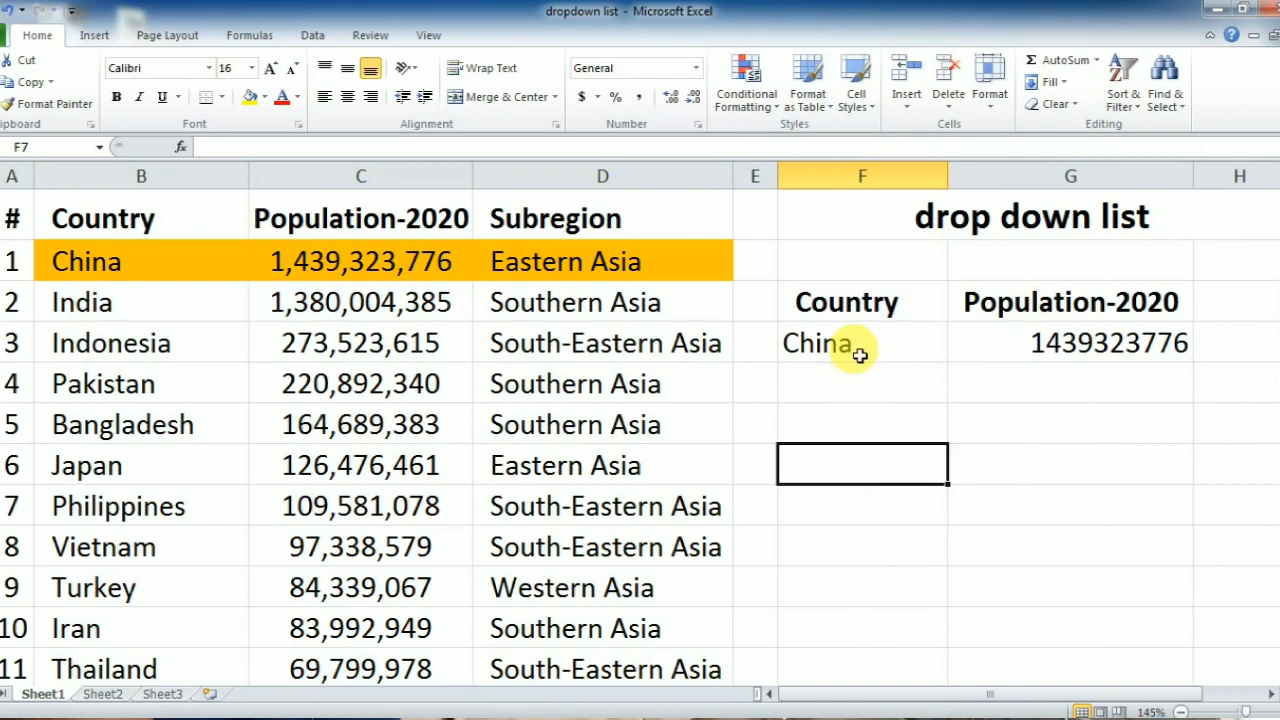 dropdown list - Microsoft Excel
Home Insert Page Layout Formulas Data Review View
Cut
Copy
Format Painter
Calibri 16
B I U
Wrap Text
Merge & Center
General
$ % ,
Conditional Formatting
Format as Table
Cell Styles
Insert Delete Format
Σ AutoSum
Fill
Clear
Sort & Filter
Find & Select
lipboard Font Alignment Number Styles Cells Editing
F7 fx
A B C D E F G H
# Country Population-2020 Subregion drop down list
1 China 1,439,323,776 Eastern Asia
2 India 1,380,004,385 Southern Asia Country Population-2020
3 Indonesia 273,523,615 South-Eastern Asia China 1439323776
4 Pakistan 220,892,340 Southern Asia
5 Bangladesh 164,689,383 Southern Asia
6 Japan 126,476,461 Eastern Asia
7 Philippines 109,581,078 South-Eastern Asia
8 Vietnam 97,338,579 South-Eastern Asia
9 Turkey 84,339,067 Western Asia
10 Iran 83,992,949 Southern Asia
11 Thailand 69,799,978 South-Eastern Asia
Sheet1 Sheet2 Sheet3
145%